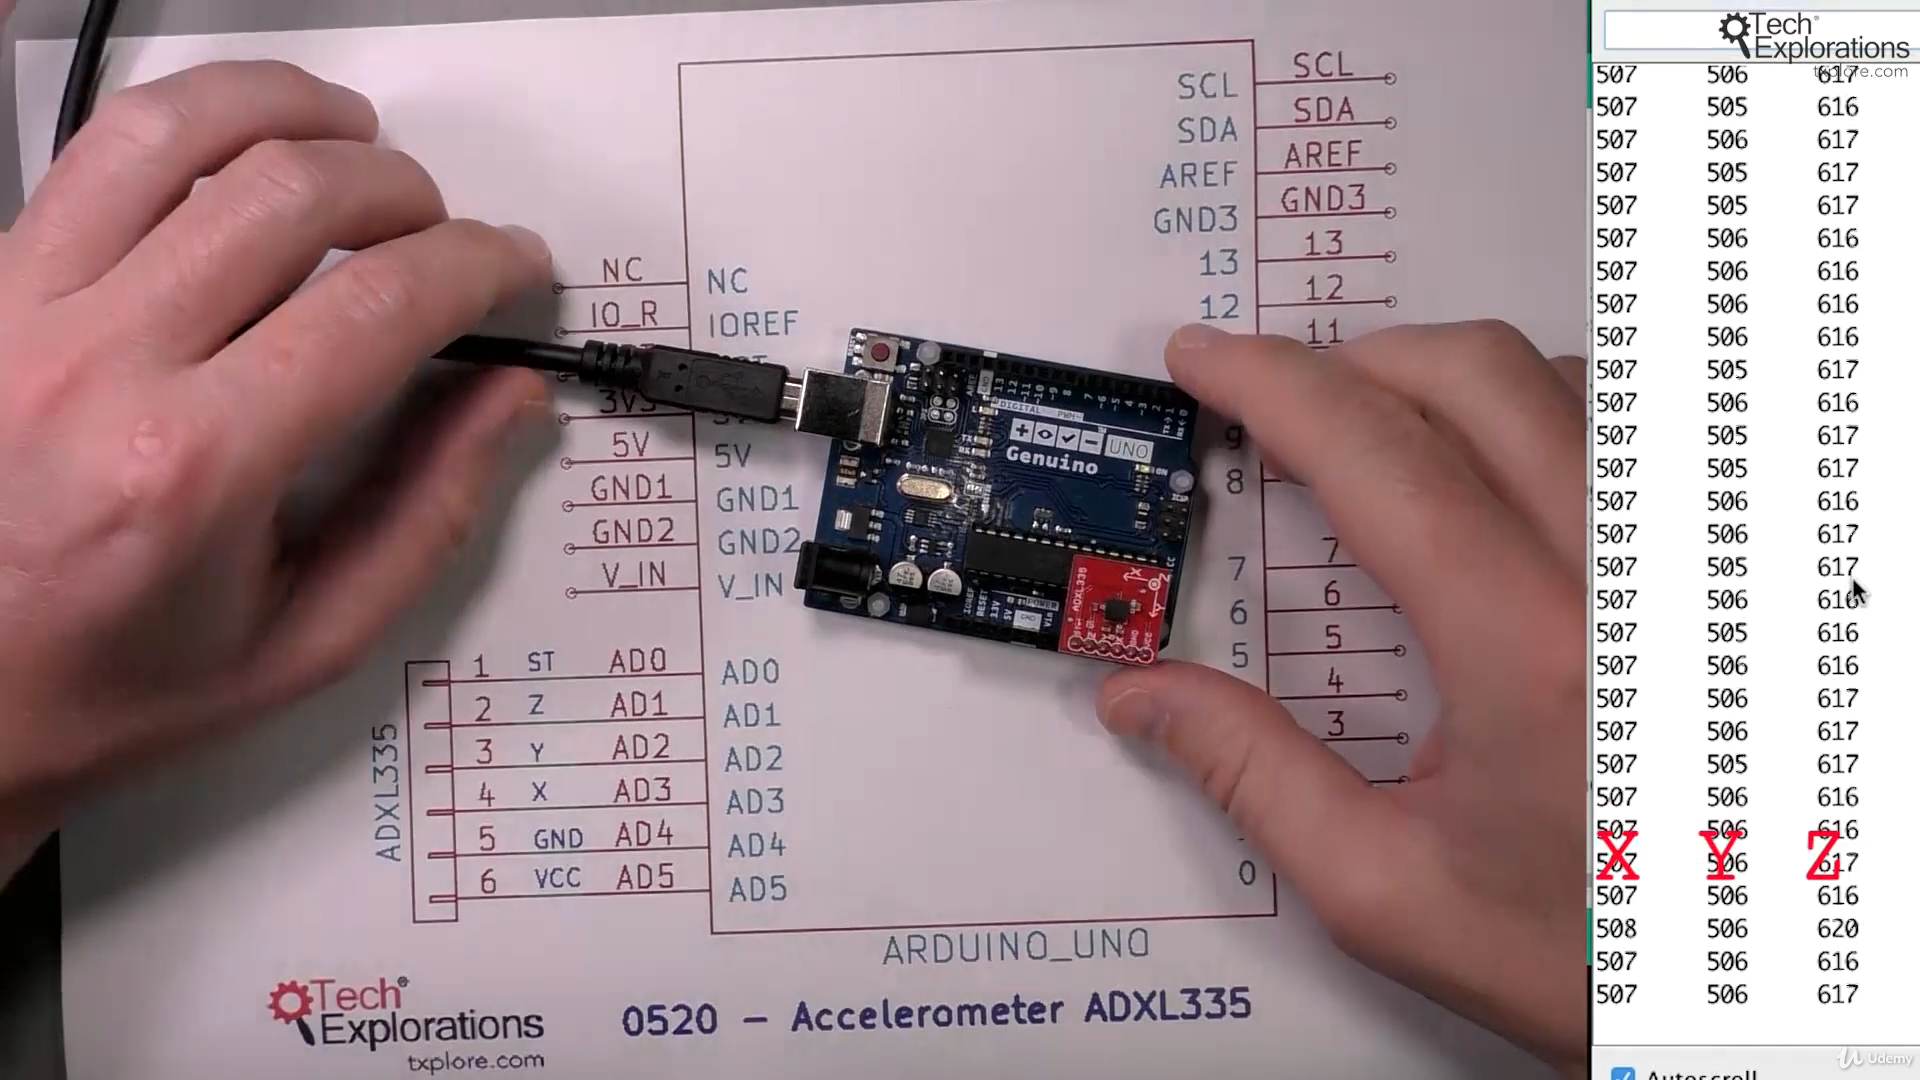 SCL SCL
SDA SDA
AREF AREF
GND3 GND3
13 13
12 12
11
NC NC
IO_R IOREF
3V3
5V 5V
GND1 GND1
GND2 GND2
V_IN V_IN
9
8
7 7
6 6
5 5
4
3
0
DIGITAL PWM~
UNO
Genuino
ON
POWER
ADXL335
ADXL335
1 ST AD0 AD0
2 Z AD1 AD1
3 Y AD2 AD2
4 X AD3 AD3
5 GND AD4 AD4
6 VCC AD5 AD5
ARDUINO_UNO
Tech
Explorations
txplore.com
0520 - Accelerometer ADXL335
Tech
Explorations
txplore.com
507 506 617
507 505 616
507 506 617
507 505 617
507 505 617
507 506 616
507 506 617
507 506 616
507 506 616
507 505 617
507 506 616
507 505 617
507 505 617
507 506 616
507 506 617
507 505 617
507 506 616
507 505 616
507 506 616
507 506 617
507 505 617
507 505 617
507 506 616
507 506 616
X Y Z
507 506 617
507 506 616
508 506 620
507 506 616
507 506 617
Autoscroll
Udemy